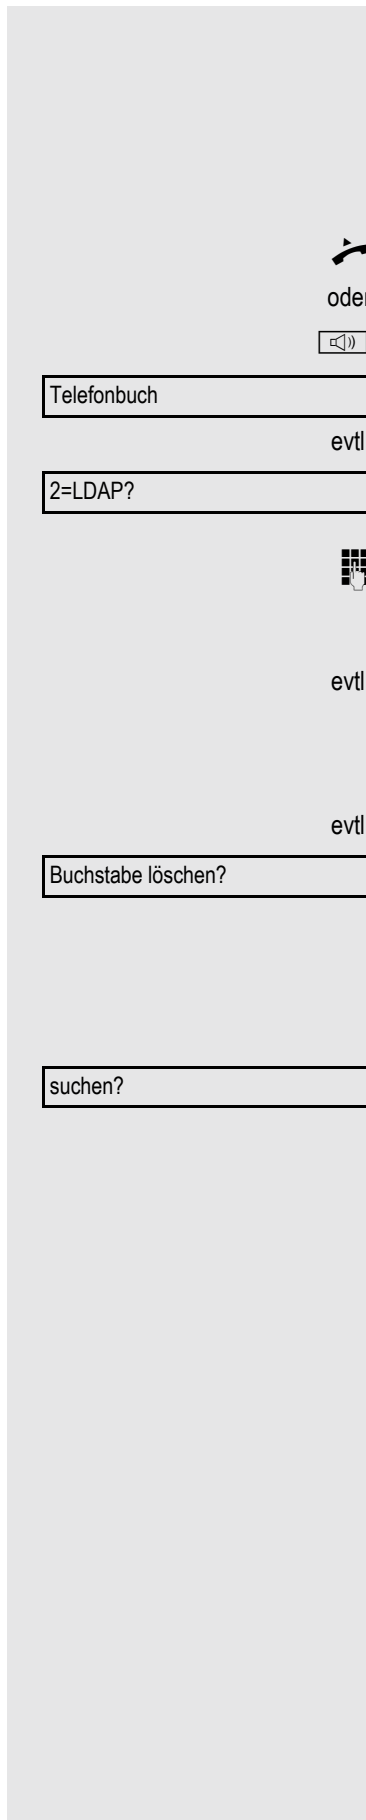 oder
Telefonbuch
evtl
2=LDAP?
evtl
evtl
Buchstabe löschen?
suchen?